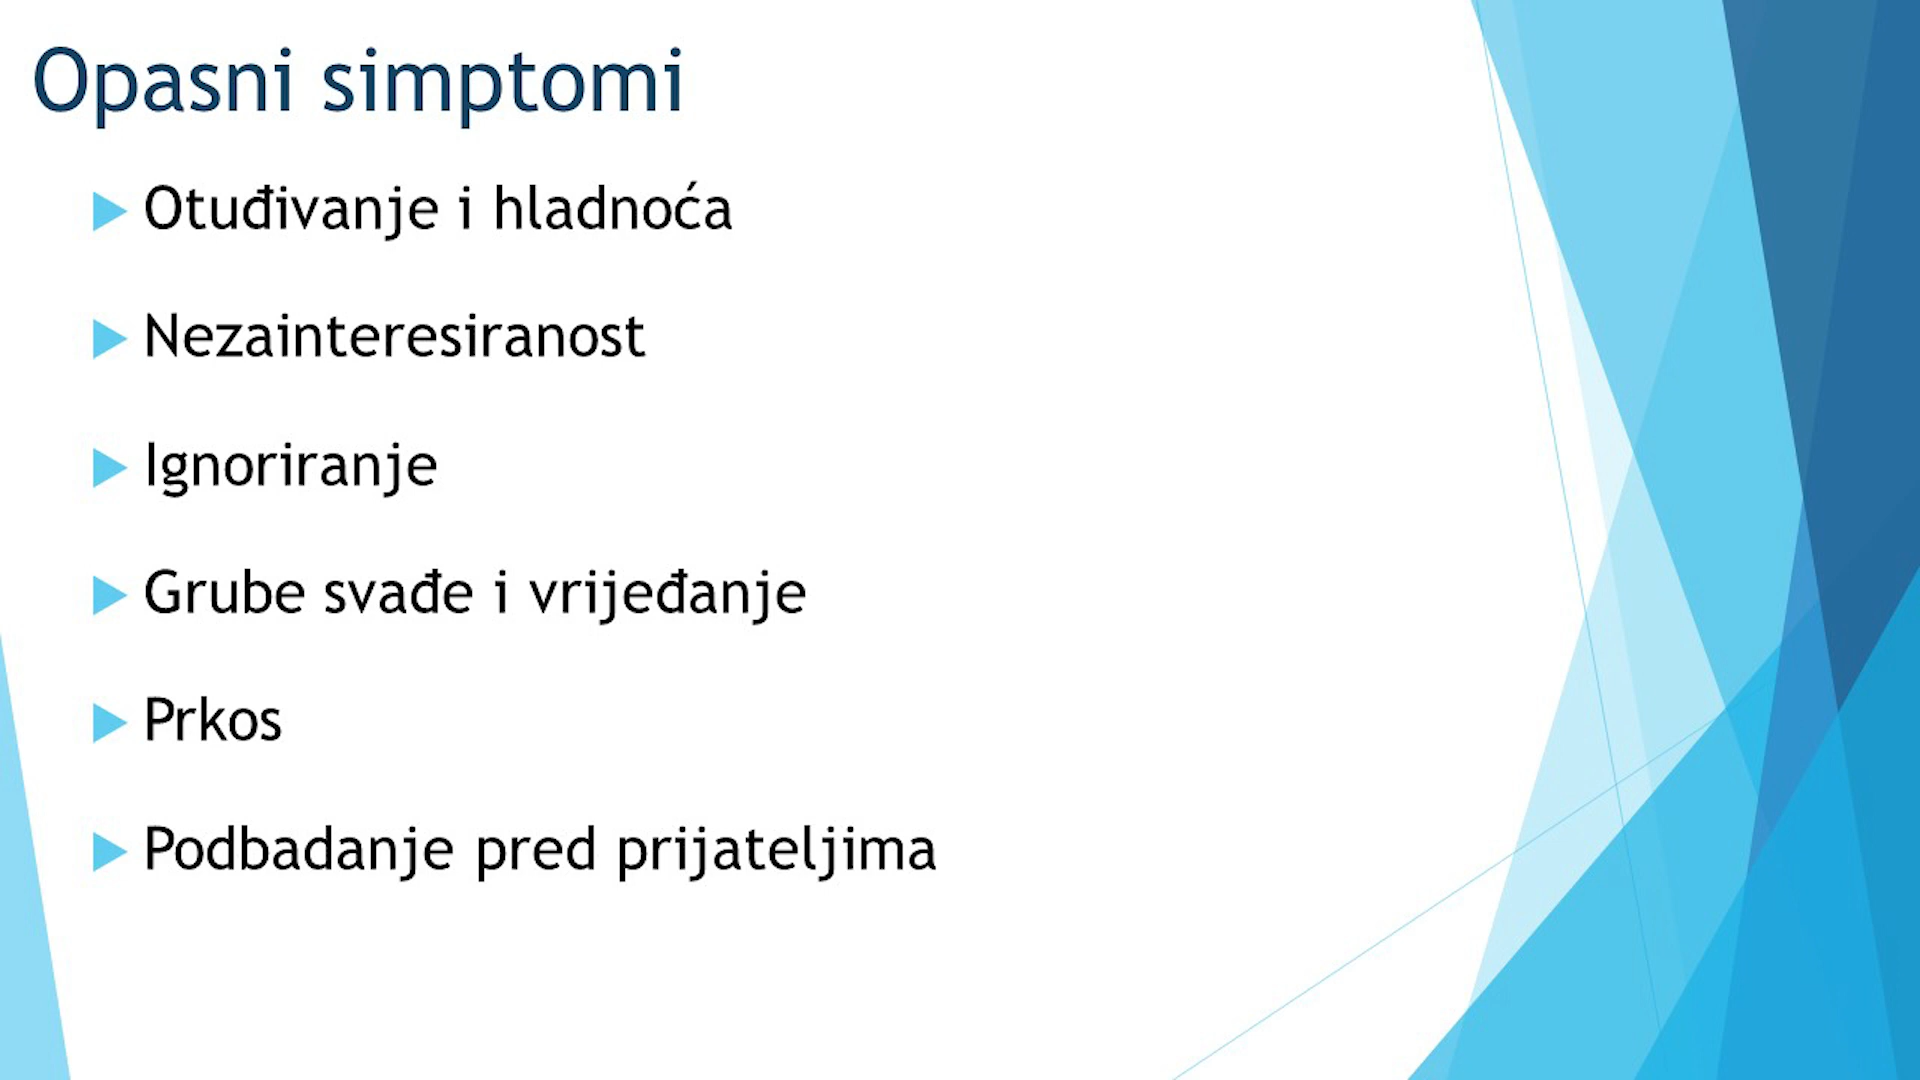 Opasni simptomi
Otuđivanje i hladnoća
Nezainteresiranost
Ignoriranje
Grube svađe i vrijeđanje
Prkos
Podbadanje pred prijateljima